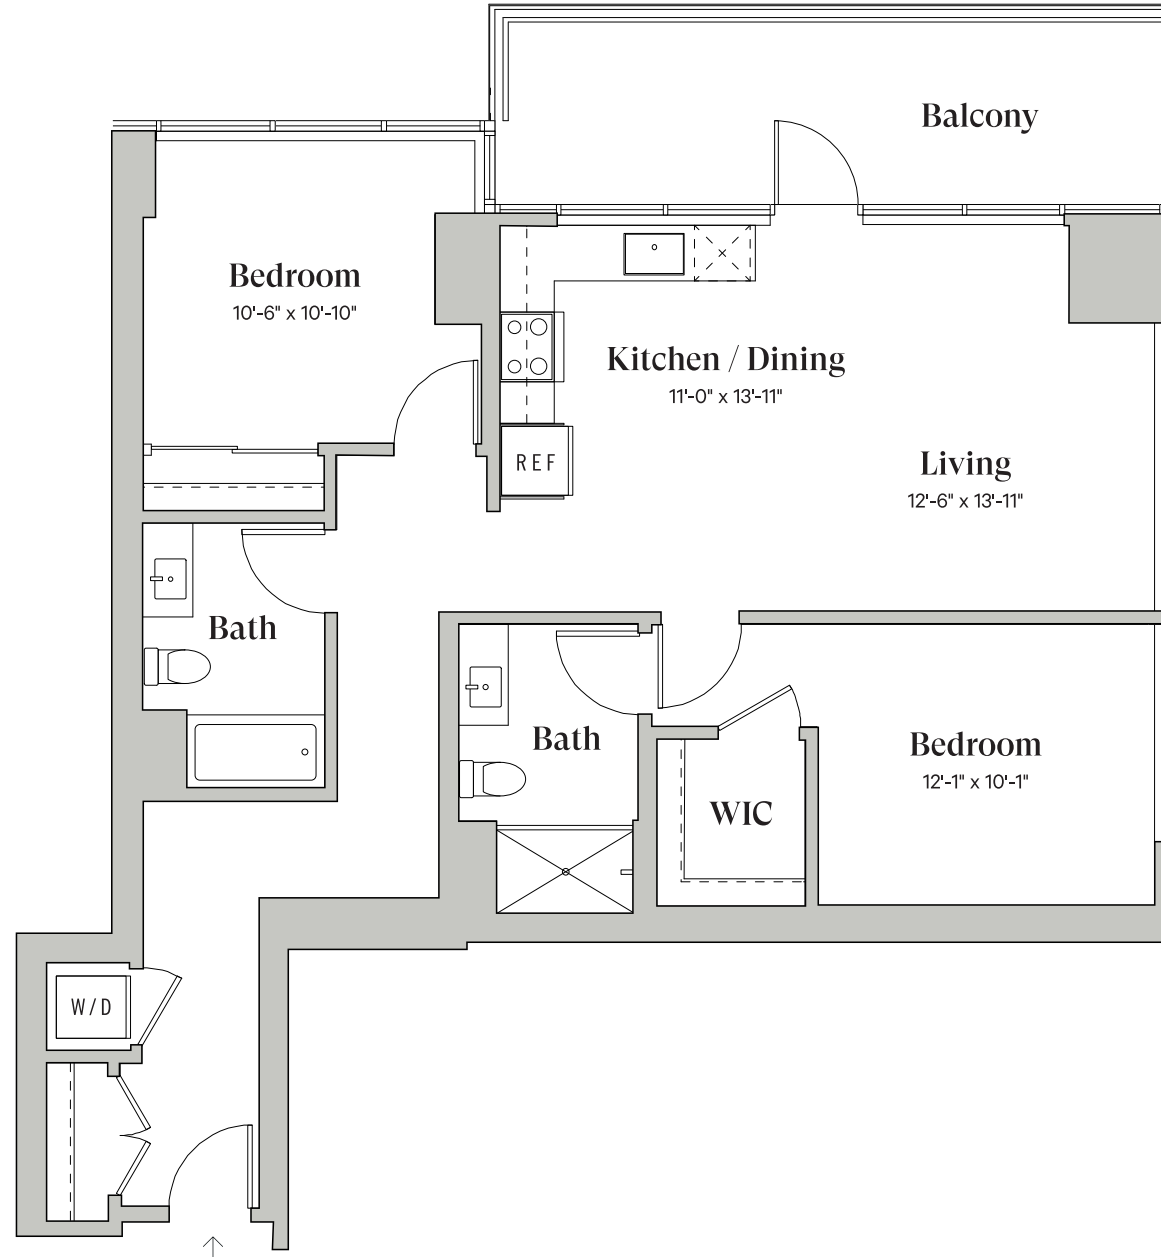 Balcony
Bedroom
10'-6" x 10'-10"
Kitchen / Dining
11'-0" x 13'-11"
REF
Living
12'-6" x 13'-11"
Bath
Bath
Bedroom
12'-1" x 10'-1"
WIC
W/D